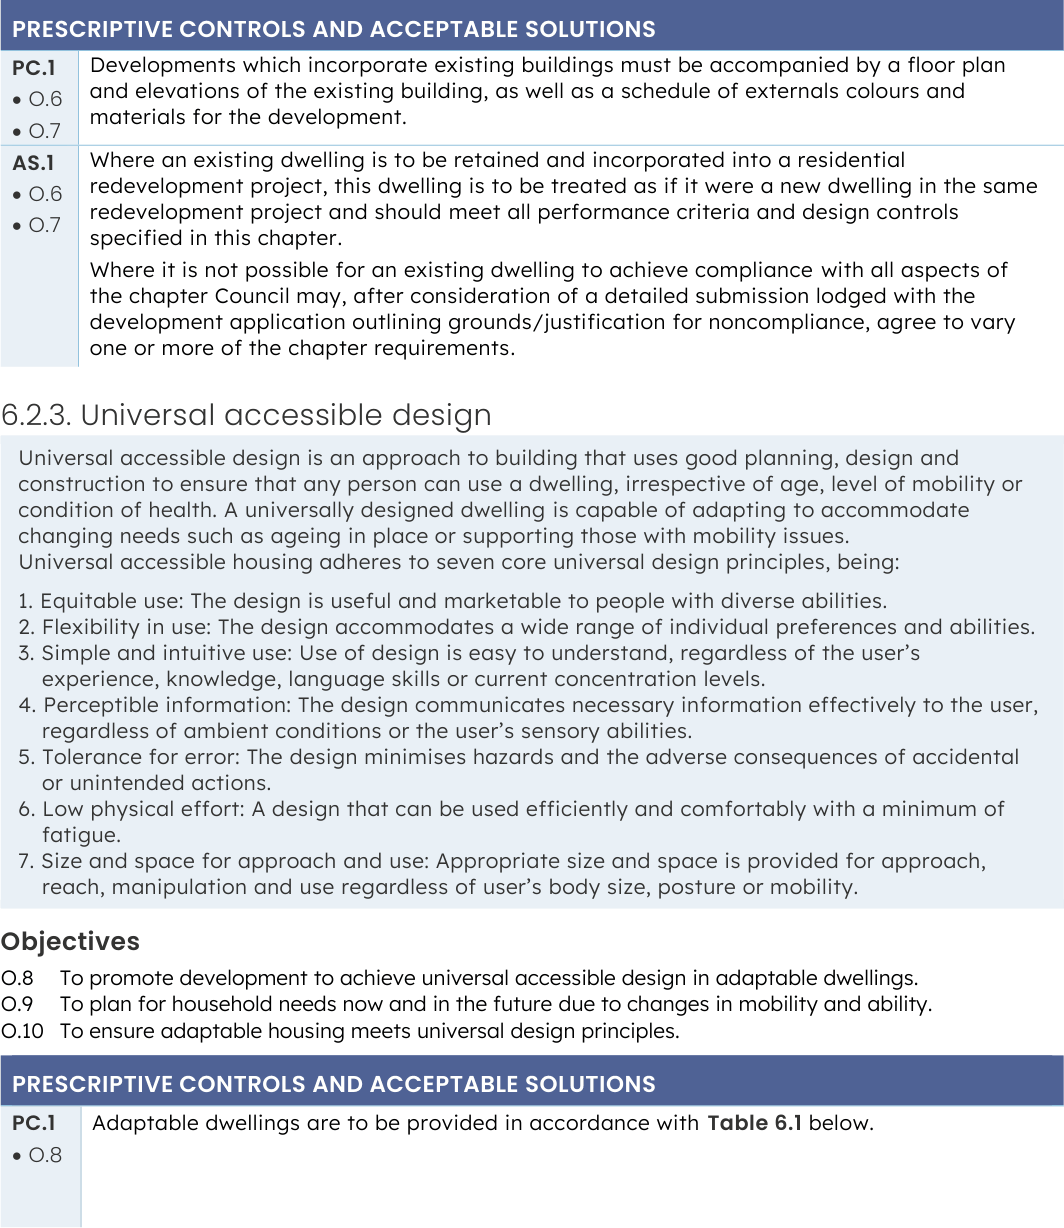 PRESCRIPTIVE CONTROLS AND ACCEPTABLE SOLUTIONS
PC.1
• O.6
• O.7
Developments which incorporate existing buildings must be accompanied by a floor plan
and elevations of the existing building, as well as a schedule of externals colours and
materials for the development.
AS.1
• O.6
• O.7
Where an existing dwelling is to be retained and incorporated into a residential
redevelopment project, this dwelling is to be treated as if it were a new dwelling in the same
redevelopment project and should meet all performance criteria and design controls
specified in this chapter.
Where it is not possible for an existing dwelling to achieve compliance with all aspects of
the chapter Council may, after consideration of a detailed submission lodged with the
development application outlining grounds/justification for noncompliance, agree to vary
one or more of the chapter requirements.
6.2.3. Universal accessible design
Universal accessible design is an approach to building that uses good planning, design and
construction to ensure that any person can use a dwelling, irrespective of age, level of mobility or
condition of health. A universally designed dwelling is capable of adapting to accommodate
changing needs such as ageing in place or supporting those with mobility issues.
Universal accessible housing adheres to seven core universal design principles, being:
1. Equitable use: The design is useful and marketable to people with diverse abilities.
2. Flexibility in use: The design accommodates a wide range of individual preferences and abilities.
3. Simple and intuitive use: Use of design is easy to understand, regardless of the user’s
experience, knowledge, language skills or current concentration levels.
4. Perceptible information: The design communicates necessary information effectively to the user,
regardless of ambient conditions or the user’s sensory abilities.
5. Tolerance for error: The design minimises hazards and the adverse consequences of accidental
or unintended actions.
6. Low physical effort: A design that can be used efficiently and comfortably with a minimum of
fatigue.
7. Size and space for approach and use: Appropriate size and space is provided for approach,
reach, manipulation and use regardless of user’s body size, posture or mobility.
Objectives
O.8 To promote development to achieve universal accessible design in adaptable dwellings.
O.9 To plan for household needs now and in the future due to changes in mobility and ability.
O.10 To ensure adaptable housing meets universal design principles.
PRESCRIPTIVE CONTROLS AND ACCEPTABLE SOLUTIONS
PC.1
• O.8
Adaptable dwellings are to be provided in accordance with Table 6.1 below.